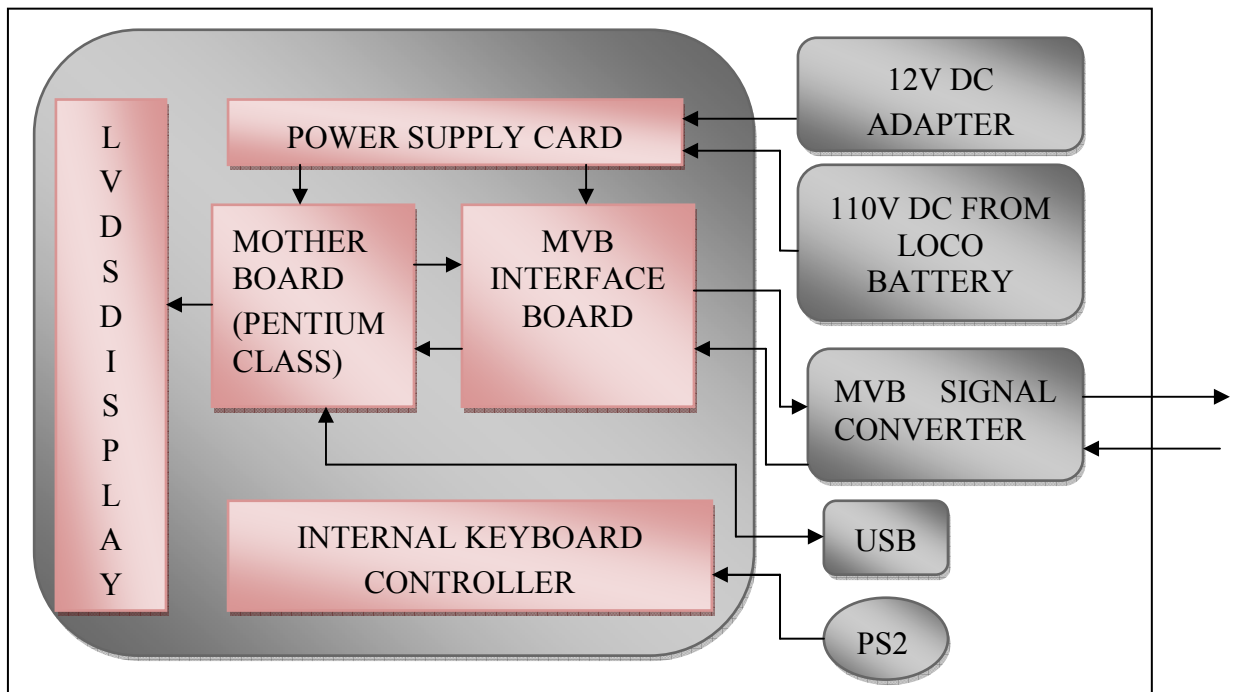 L
V
D
S
D
I
S
P
L
A
Y
POWER SUPPLY CARD
12V DC
ADAPTER
110V DC FROM
LOCO
BATTERY
MOTHER
BOARD
(PENTIUM
CLASS)
MVB
INTERFACE
BOARD
MVB SIGNAL
CONVERTER
INTERNAL KEYBOARD
CONTROLLER
USB
PS2